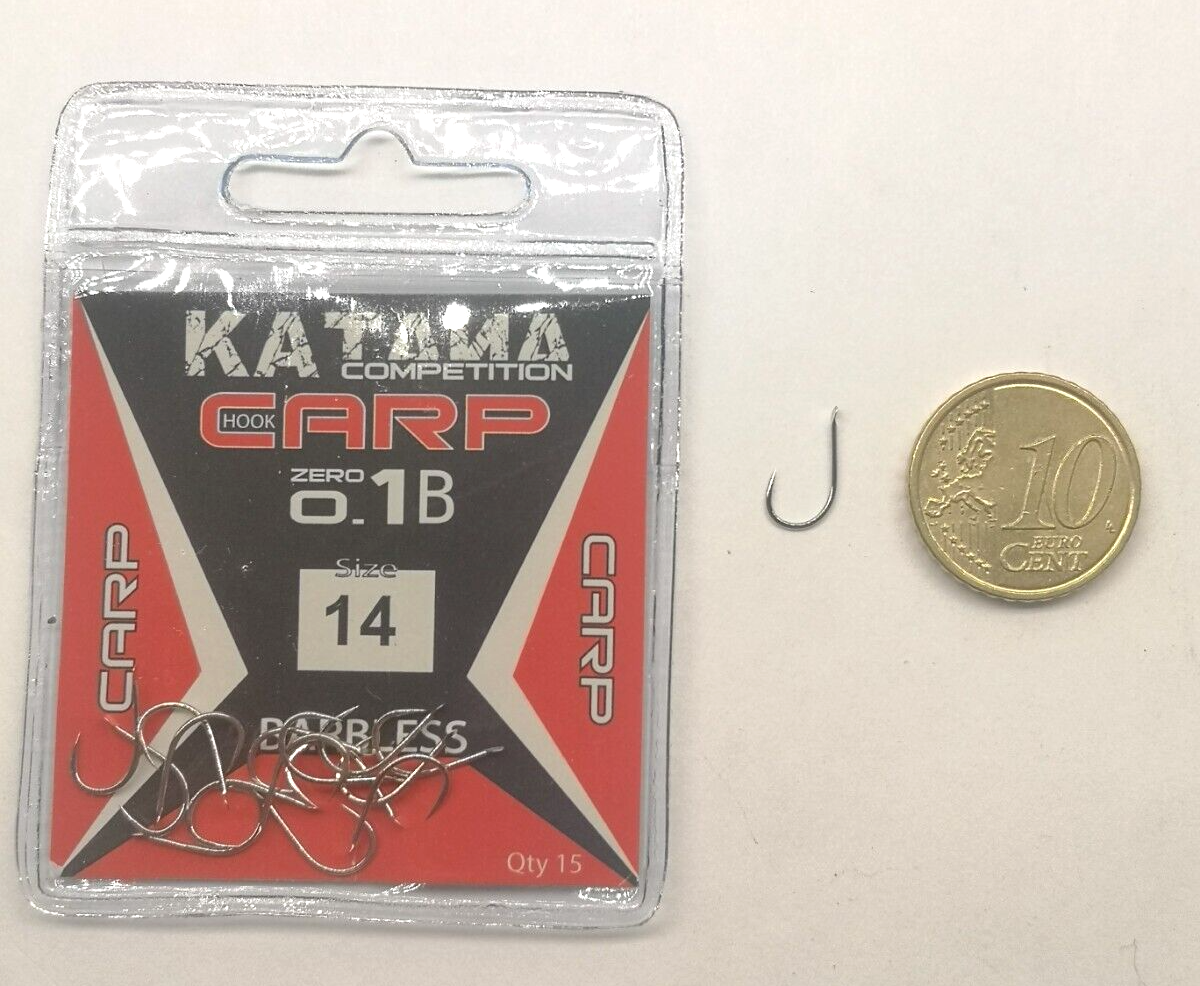 KATAMA
COMPETITION
HOOK CARP
ZERO
0.1B
Size
14
CARP
CARP
BARBLESS
Qty 15
10
EURO
CENT